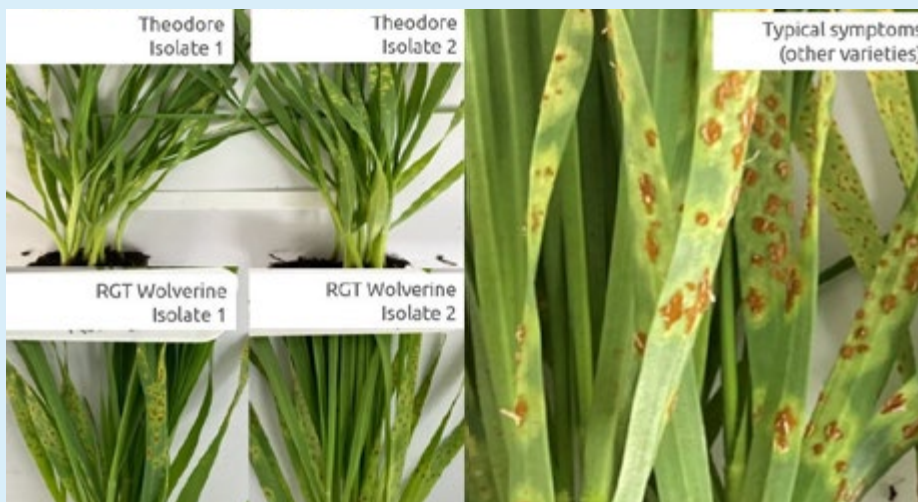 Theodore
Isolate 1
Theodore
Isolate 2
Typical symptoms
(other varieties)
RGT Wolverine
Isolate 1
RGT Wolverine
Isolate 2